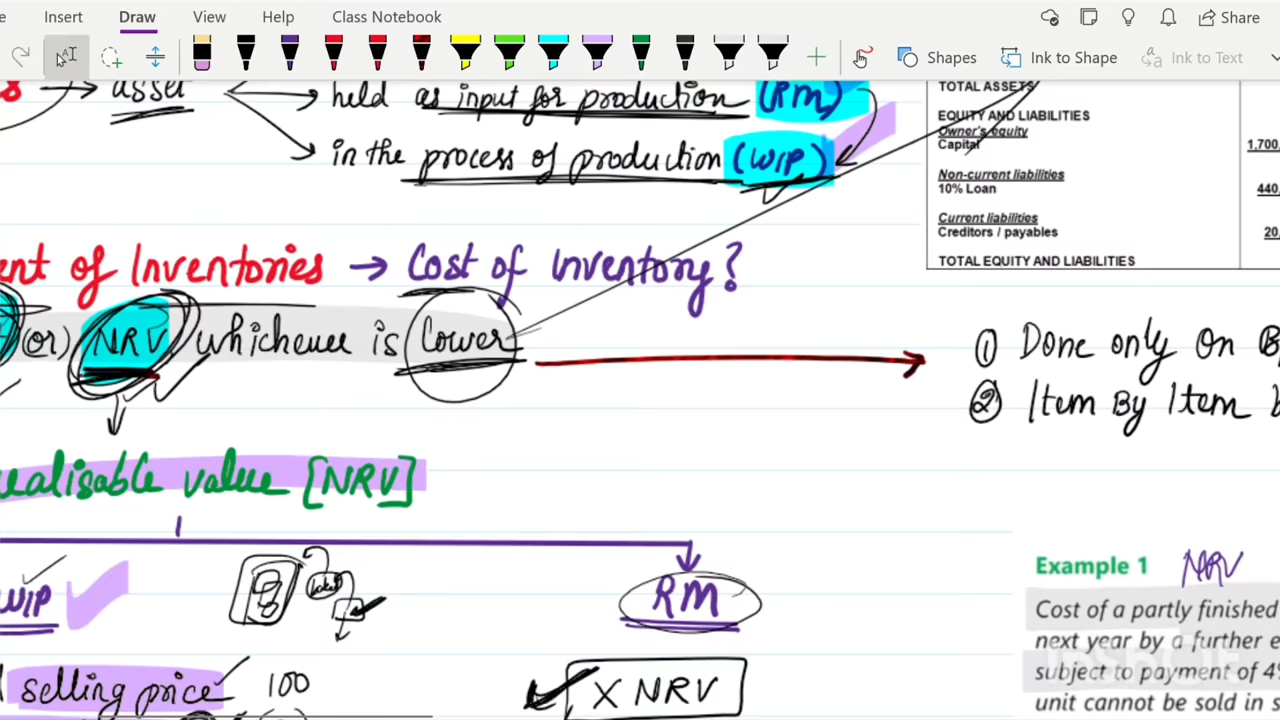 Insert Draw View Help Class Notebook Share
Shapes Ink to Shape Ink to Text
asset → held as input for production (RM)
in the process of production (WIP)
TOTAL ASSETS
EQUITY AND LIABILITIES
Owner's equity
Capital 1,700,
Non-current liabilities
10% Loan 440,
Current liabilities
Creditors / payables 20,
TOTAL EQUITY AND LIABILITIES
ent of Inventories → Cost of Inventory?
(or) NRV whichever is Lower
① Done only on B
② Item By Item b
ealisable value [NRV]
WIP
RM
Example 1 NRV
Cost of a partly finished
next year by a further e
subject to payment of 4%
unit cannot be sold in s
selling price 100
X NRV